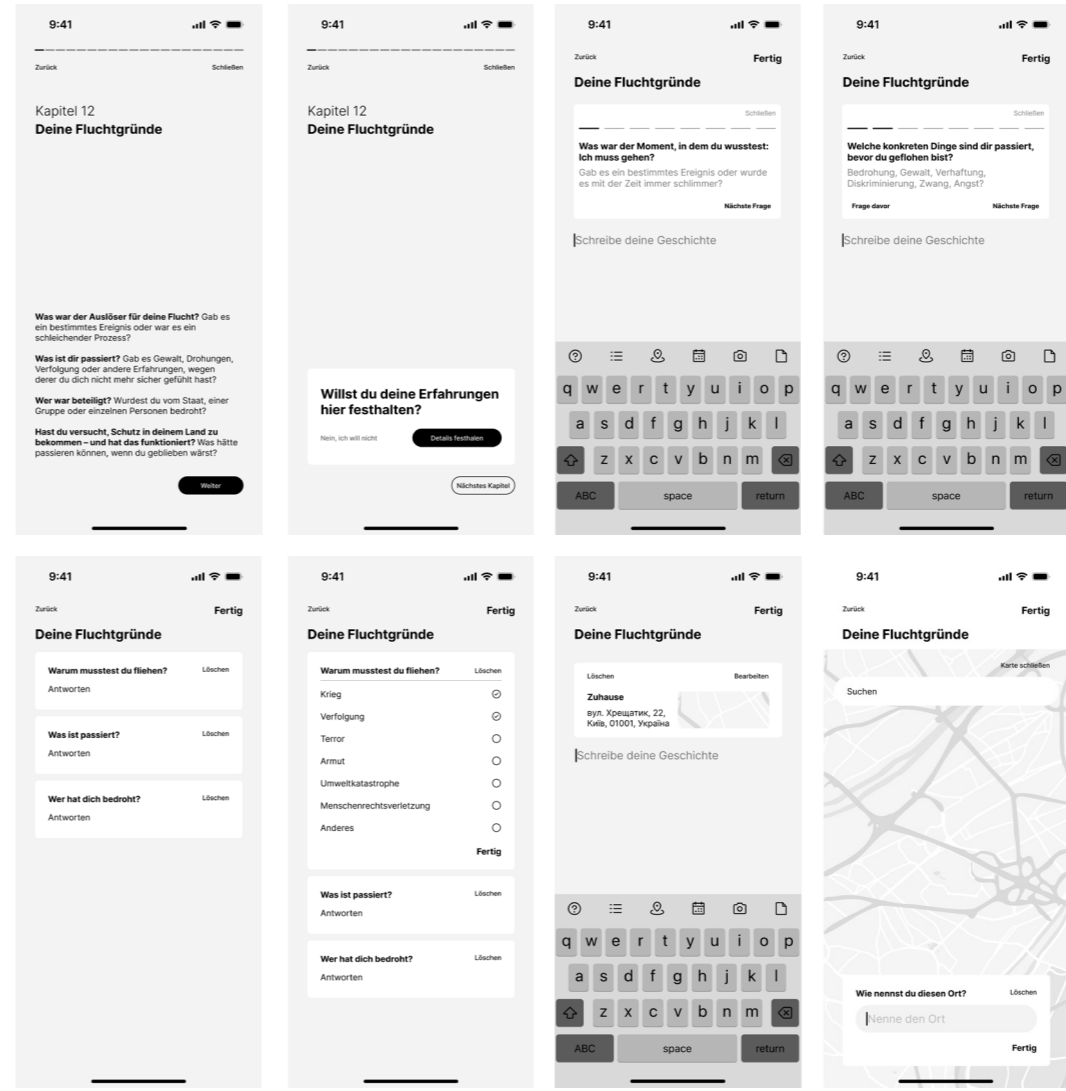 9:41
Zurück Schließen
Kapitel 12
Deine Fluchtgründe
Was war der Auslöser für deine Flucht? Gab es
ein bestimmtes Ereignis oder war es ein
schleichender Prozess?
Was ist dir passiert? Gab es Gewalt, Drohungen,
Verfolgung oder andere Erfahrungen, wegen
derer du dich nicht mehr sicher gefühlt hast?
Wer war beteiligt? Wurdest du vom Staat, einer
Gruppe oder einzelnen Personen bedroht?
Hast du versucht, Schutz in deinem Land zu
bekommen – und hat das funktioniert? Was hätte
passieren können, wenn du geblieben wärst?
Weiter
9:41
Zurück Schließen
Kapitel 12
Deine Fluchtgründe
Willst du deine Erfahrungen
hier festhalten?
Nein, ich will nicht Details festhalen
Nächstes Kapitel
9:41
Zurück Fertig
Deine Fluchtgründe
Schließen
Was war der Moment, in dem du wusstest:
Ich muss gehen?
Gab es ein bestimmtes Ereignis oder wurde
es mit der Zeit immer schlimmer?
Nächste Frage
Schreibe deine Geschichte
q w e r t y u i o p
a s d f g h j k l
z x c v b n m
ABC space return
9:41
Zurück Fertig
Deine Fluchtgründe
Schließen
Welche konkreten Dinge sind dir passiert,
bevor du geflohen bist?
Bedrohung, Gewalt, Verhaftung,
Diskriminierung, Zwang, Angst?
Frage davor Nächste Frage
Schreibe deine Geschichte
q w e r t y u i o p
a s d f g h j k l
z x c v b n m
ABC space return
9:41
Zurück Fertig
Deine Fluchtgründe
Warum musstest du fliehen? Löschen
Antworten
Was ist passiert? Löschen
Antworten
Wer hat dich bedroht? Löschen
Antworten
9:41
Zurück Fertig
Deine Fluchtgründe
Warum musstest du fliehen? Löschen
Krieg
Verfolgung
Terror
Armut
Umweltkatastrophe
Menschenrechtsverletzung
Anderes
Fertig
Was ist passiert? Löschen
Antworten
Wer hat dich bedroht? Löschen
Antworten
9:41
Zurück Fertig
Deine Fluchtgründe
Löschen Bearbeiten
Zuhause
вул. Хрещатик, 22,
Київ, 01001, Україна
Schreibe deine Geschichte
q w e r t y u i o p
a s d f g h j k l
z x c v b n m
ABC space return
9:41
Zurück Fertig
Deine Fluchtgründe
Karte schließen
Suchen
Wie nennst du diesen Ort? Löschen
Nenne den Ort
Fertig